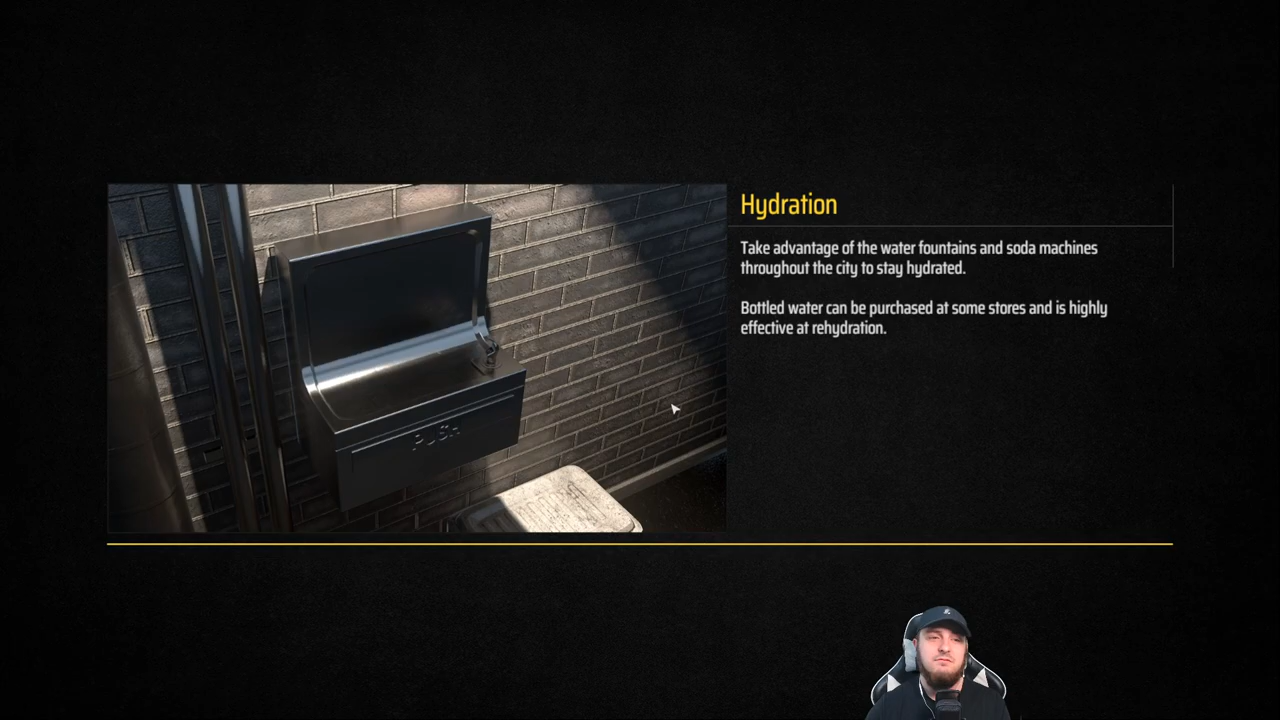 Hydration
Take advantage of the water fountains and soda machines
throughout the city to stay hydrated.
Bottled water can be purchased at some stores and is highly
effective at rehydration.
PUSH